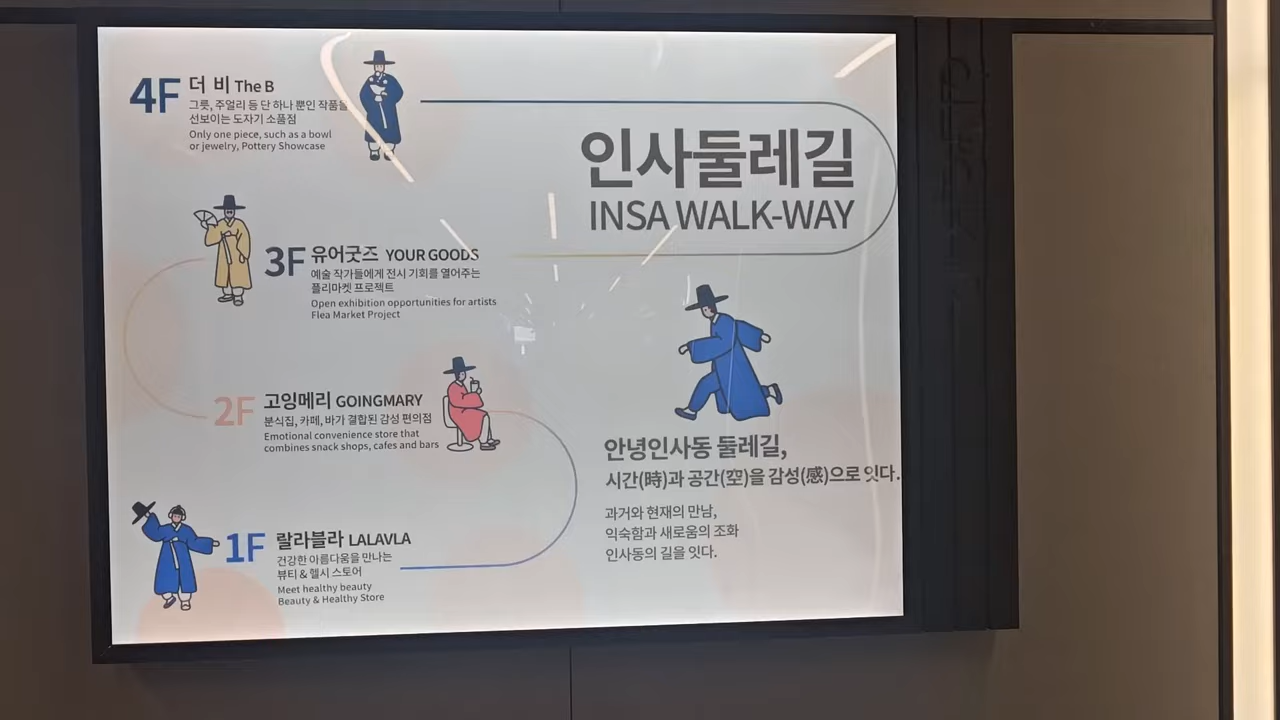 4F 더 비 The B
그릇, 주얼리 등 단 하나 뿐인 작품을
선보이는 도자기 소품점
Only one piece, such as a bowl
or jewelry, Pottery Showcase
인사둘레길
INSA WALK-WAY
3F 유어굿즈 YOUR GOODS
예술 작가들에게 전시 기회를 열어주는
플리마켓 프로젝트
Open exhibition opportunities for artists
Flea Market Project
2F 고잉메리 GOINGMARY
분식집, 카페, 바가 결합된 감성 편의점
Emotional convenience store that
combines snack shops, cafes and bars
1F 랄라블라 LALAVLA
건강한 아름다움을 만나는
뷰티 & 헬시 스토어
Meet healthy beauty
Beauty & Healthy Store
안녕인사동 둘레길,
시간(時)과 공간(空)을 감성(感)으로 잇다.
과거와 현재의 만남,
익숙함과 새로움의 조화
인사동의 길을 잇다.